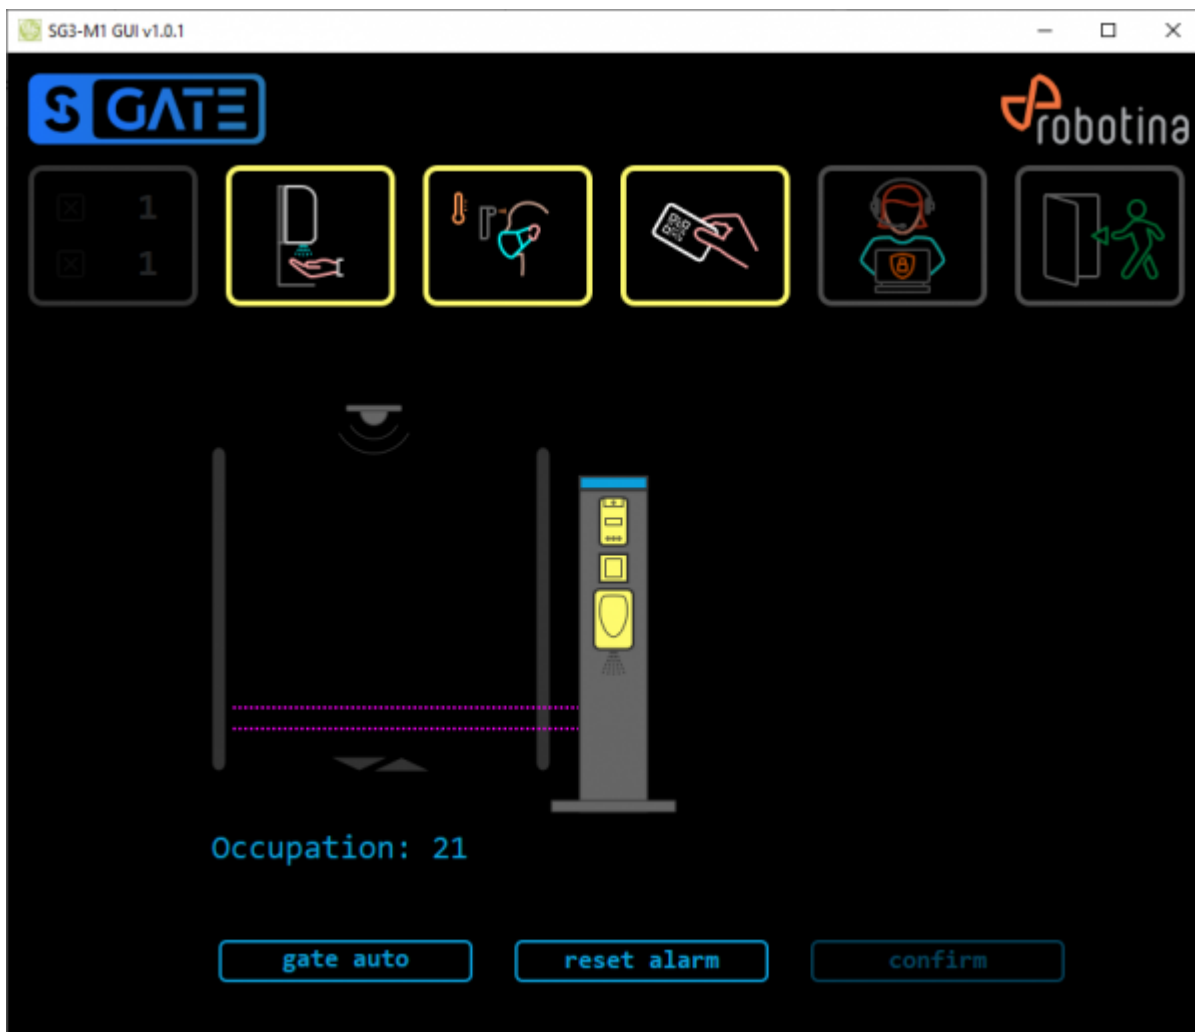 SG3-M1 GUI v1.0.1
S GATE
robotina
1
1
Occupation: 21
gate auto
reset alarm
confirm